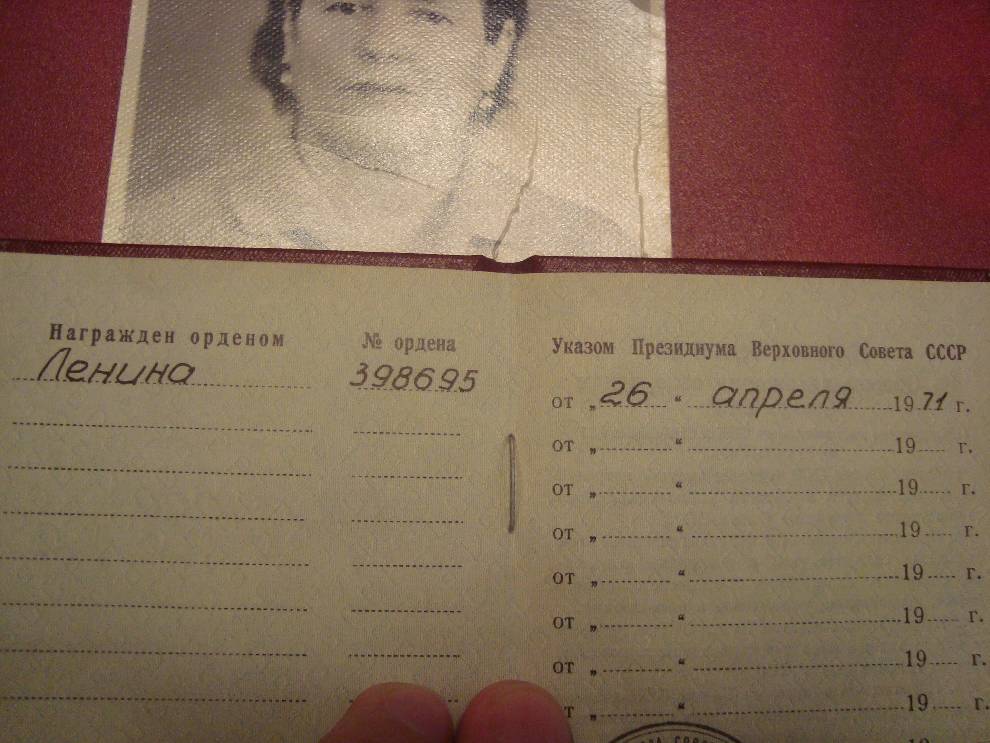 Награжден орденом № ордена
Ленина 398695
Указом Президиума Верховного Совета СССР
от „26“ апреля 1971 г.
от „ “ 19 г.
от „ “ 19 г.
от „ “ 19 г.
от „ “ 19 г.
от „ “ 19 г.
от „ “ 19 г.
от „ “ 19 г.